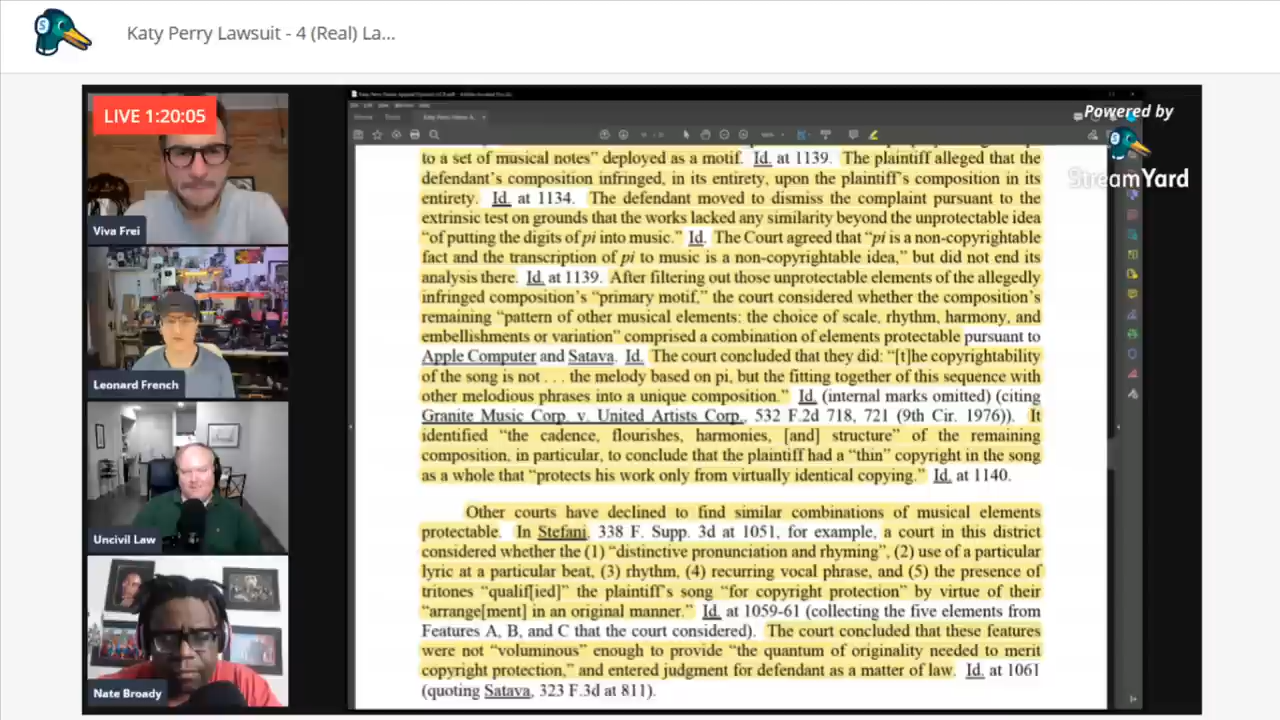 Katy Perry Lawsuit - 4 (Real) La...
LIVE 1:20:05
Powered by
StreamYard
Viva Frei
Leonard French
Uncivil Law
Nate Broady
to a set of musical notes” deployed as a motif. Id. at 1139. The plaintiff alleged that the
defendant’s composition infringed, in its entirety, upon the plaintiff’s composition in its
entirety. Id. at 1134. The defendant moved to dismiss the complaint pursuant to the
extrinsic test on grounds that the works lacked any similarity beyond the unprotectable idea
“of putting the digits of pi into music.” Id. The Court agreed that “pi is a non-copyrightable
fact and the transcription of pi to music is a non-copyrightable idea,” but did not end its
analysis there. Id. at 1139. After filtering out those unprotectable elements of the allegedly
infringed composition’s “primary motif,” the court considered whether the composition’s
remaining “pattern of other musical elements: the choice of scale, rhythm, harmony, and
embellishments or variation” comprised a combination of elements protectable pursuant to
Apple Computer and Satava. Id. The court concluded that they did: “[t]he copyrightability
of the song is not . . . the melody based on pi, but the fitting together of this sequence with
other melodious phrases into a unique composition.” Id. (internal marks omitted) (citing
Granite Music Corp. v. United Artists Corp., 532 F.2d 718, 721 (9th Cir. 1976)). It
identified “the cadence, flourishes, harmonies, [and] structure” of the remaining
composition, in particular, to conclude that the plaintiff had a “thin” copyright in the song
as a whole that “protects his work only from virtually identical copying.” Id. at 1140.
Other courts have declined to find similar combinations of musical elements
protectable. In Stefani, 338 F. Supp. 3d at 1051, for example, a court in this district
considered whether the (1) “distinctive pronunciation and rhyming”, (2) use of a particular
lyric at a particular beat, (3) rhythm, (4) recurring vocal phrase, and (5) the presence of
tritones “qualif[ied]” the plaintiff’s song “for copyright protection” by virtue of their
“arrange[ment] in an original manner.” Id. at 1059-61 (collecting the five elements from
Features A, B, and C that the court considered). The court concluded that these features
were not “voluminous” enough to provide “the quantum of originality needed to merit
copyright protection,” and entered judgment for defendant as a matter of law. Id. at 1061
(quoting Satava, 323 F.3d at 811).